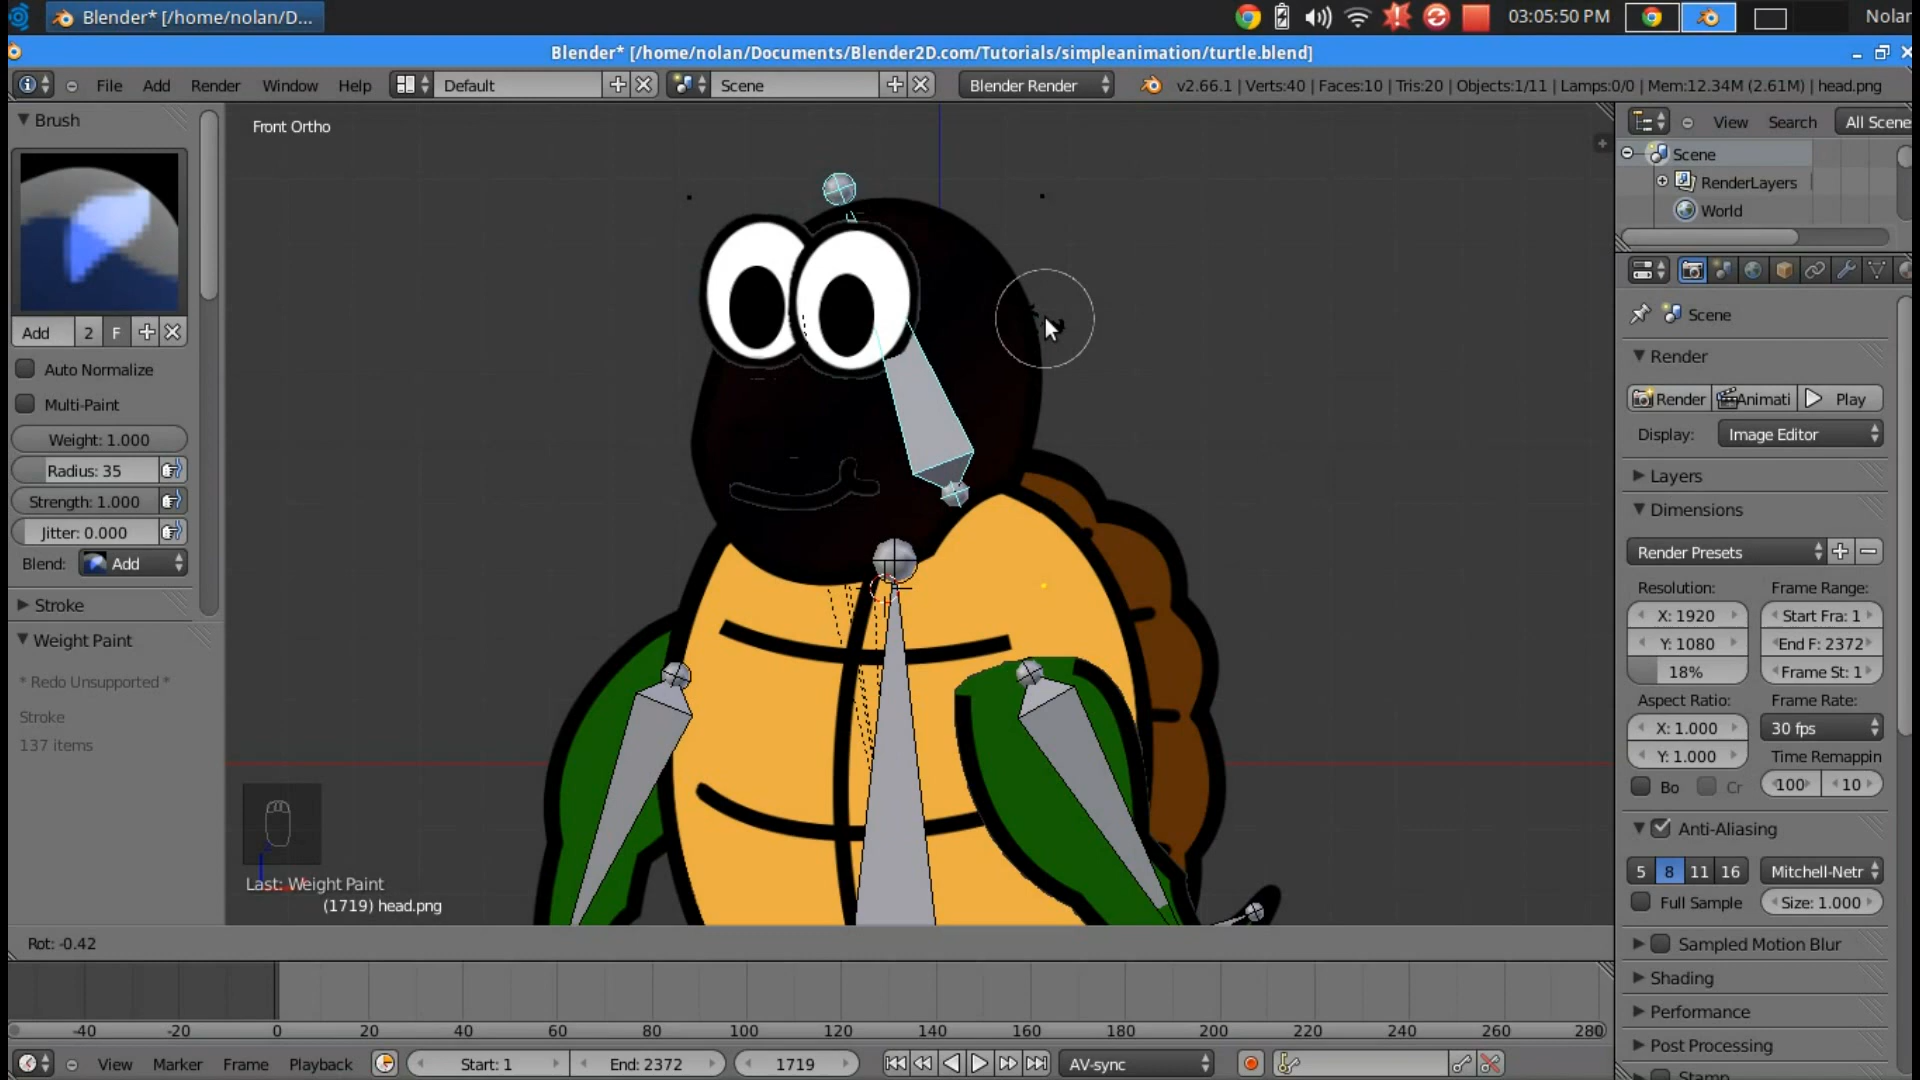 Blender* [/home/nolan/D...
03:05:50 PM
Nolan
Blender* [/home/nolan/Documents/Blender2D.com/Tutorials/simpleanimation/turtle.blend]
File Add Render Window Help Default Scene Blender Render v2.66.1 | Verts:40 | Faces:10 | Tris:20 | Objects:1/11 | Lamps:0/0 | Mem:12.34M (2.61M) | head.png
Brush
Front Ortho
View Search All Scene
Scene
RenderLayers
World
Add 2 F
Auto Normalize
Multi-Paint
Weight: 1.000
Radius: 35
Strength: 1.000
Jitter: 0.000
Blend: Add
Stroke
Weight Paint
* Redo Unsupported *
Stroke
137 items
Last: Weight Paint
(1719) head.png
Rot: -0.42
Scene
Render
Render Animati Play
Display: Image Editor
Layers
Dimensions
Render Presets
Resolution: Frame Range:
X: 1920 Start Fra: 1
Y: 1080 End F: 2372
18% Frame St: 1
Aspect Ratio: Frame Rate:
X: 1.000 30 fps
Y: 1.000 Time Remappin
Bo Cr 100 10
Anti-Aliasing
5 8 11 16 Mitchell-Netr
Full Sample Size: 1.000
Sampled Motion Blur
Shading
Performance
Post Processing
Stamp
-40 -20 0 20 40 60 80 100 120 140 160 180 200 220 240 260 280
View Marker Frame Playback Start: 1 End: 2372 1719 AV-sync